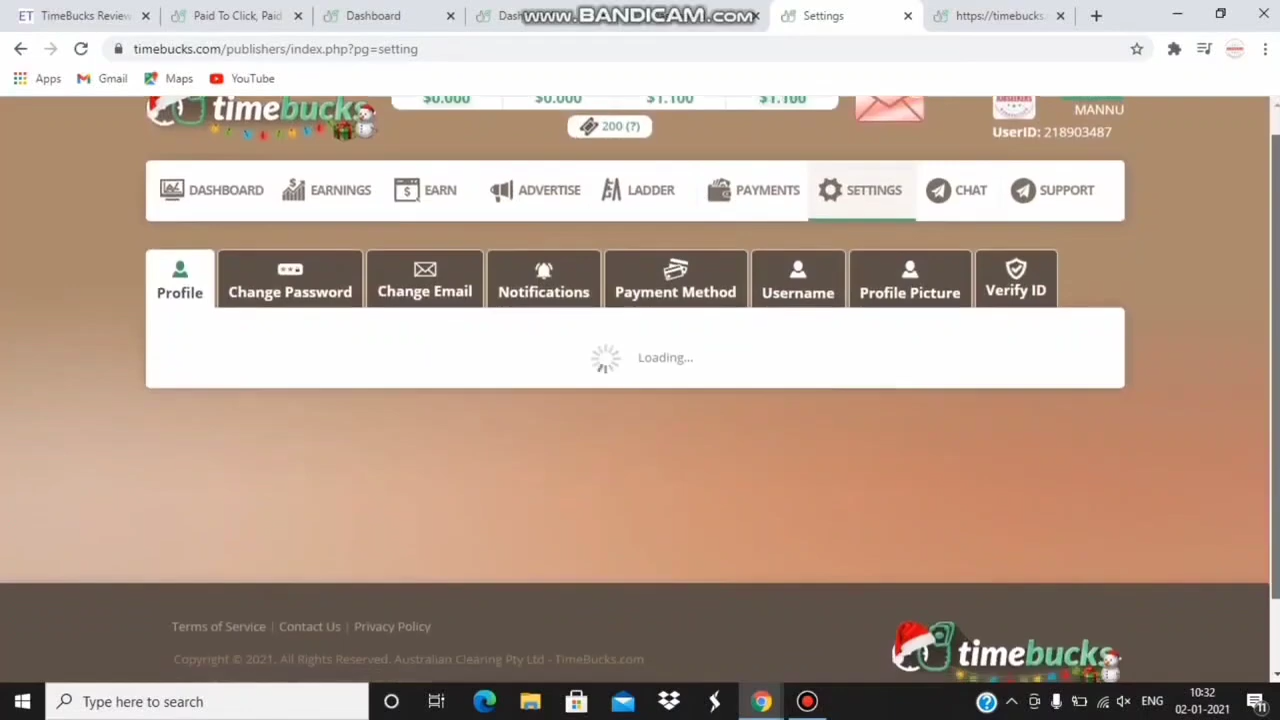 TimeBucks Review
Paid To Click, Paid
Dashboard
Das
www.BANDICAM.com
Settings
https://timebucks.
timebucks.com/publishers/index.php?pg=setting
Apps
Gmail
Maps
YouTube
timebucks
$0.000
$0.000
$1.100
$1.100
200 (?)
MANNU
UserID: 218903487
DASHBOARD
EARNINGS
EARN
ADVERTISE
LADDER
PAYMENTS
SETTINGS
CHAT
SUPPORT
Profile
Change Password
Change Email
Notifications
Payment Method
Username
Profile Picture
Verify ID
Loading...
Terms of Service | Contact Us | Privacy Policy
Copyright © 2021. All Rights Reserved. Australian Clearing Pty Ltd - TimeBucks.com
timebucks
Type here to search
ENG
10:32
02-01-2021